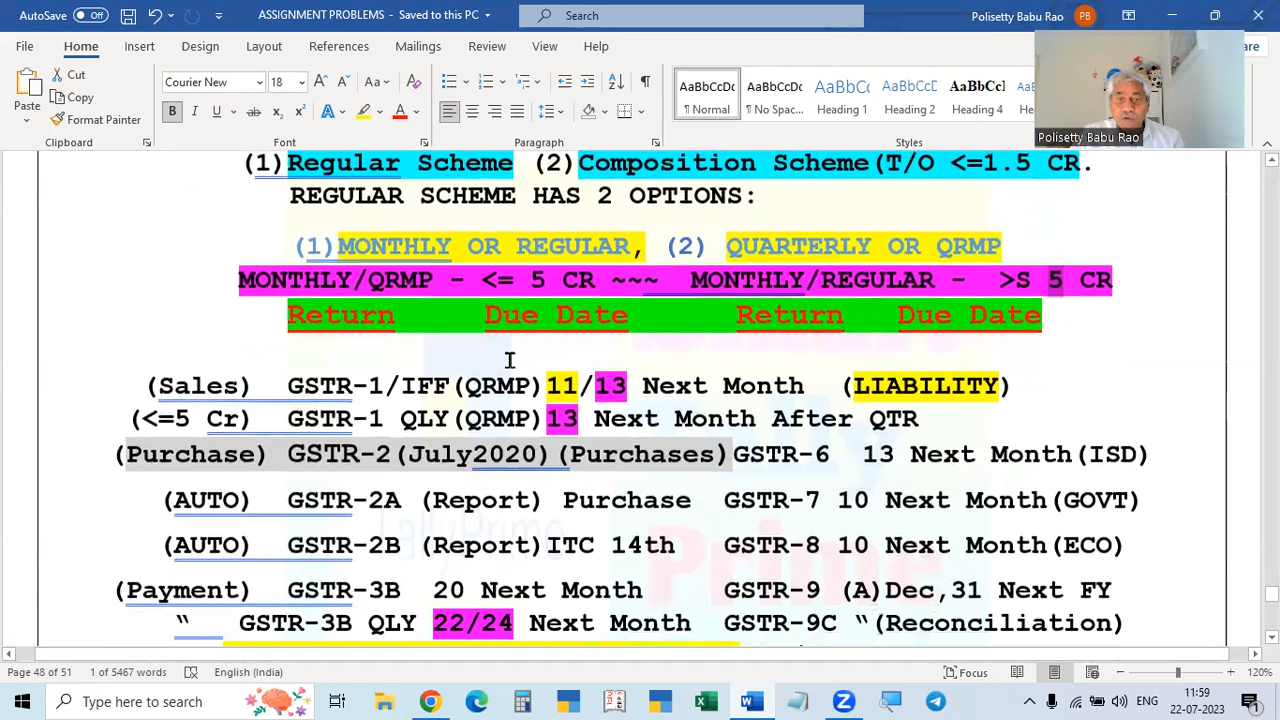 AutoSave Off
ASSIGNMENT PROBLEMS - Saved to this PC
Search
Polisetty Babu Rao PB
File Home Insert Design Layout References Mailings Review View Help
Paste
Cut
Copy
Format Painter
Clipboard
Courier New 18
Font
Paragraph
AaBbCcDc AaBbCcDc AaBbCc AaBbCcD AaBbCcD
¶ Normal ¶ No Spac... Heading 1 Heading 2 Heading 4
Styles
Polisetty Babu Rao
(1)Regular Scheme (2)Composition Scheme(T/O <=1.5 CR.
REGULAR SCHEME HAS 2 OPTIONS:
(1)MONTHLY OR REGULAR, (2) QUARTERLY OR QRMP
MONTHLY/QRMP - <= 5 CR ~~~ MONTHLY/REGULAR - >S 5 CR
Return Due Date Return Due Date
(Sales) GSTR-1/IFF(QRMP)11/13 Next Month (LIABILITY)
(<=5 Cr) GSTR-1 QLY(QRMP)13 Next Month After QTR
(Purchase) GSTR-2(July2020)(Purchases)GSTR-6 13 Next Month(ISD)
(AUTO) GSTR-2A (Report) Purchase GSTR-7 10 Next Month(GOVT)
(AUTO) GSTR-2B (Report)ITC 14th GSTR-8 10 Next Month(ECO)
(Payment) GSTR-3B 20 Next Month GSTR-9 (A)Dec,31 Next FY
“ GSTR-3B QLY 22/24 Next Month GSTR-9C “(Reconciliation)
TallyPrime
Prime
Page 48 of 51 1 of 5467 words English (India) Focus 120%
Type here to search
ENG
11:59
22-07-2023